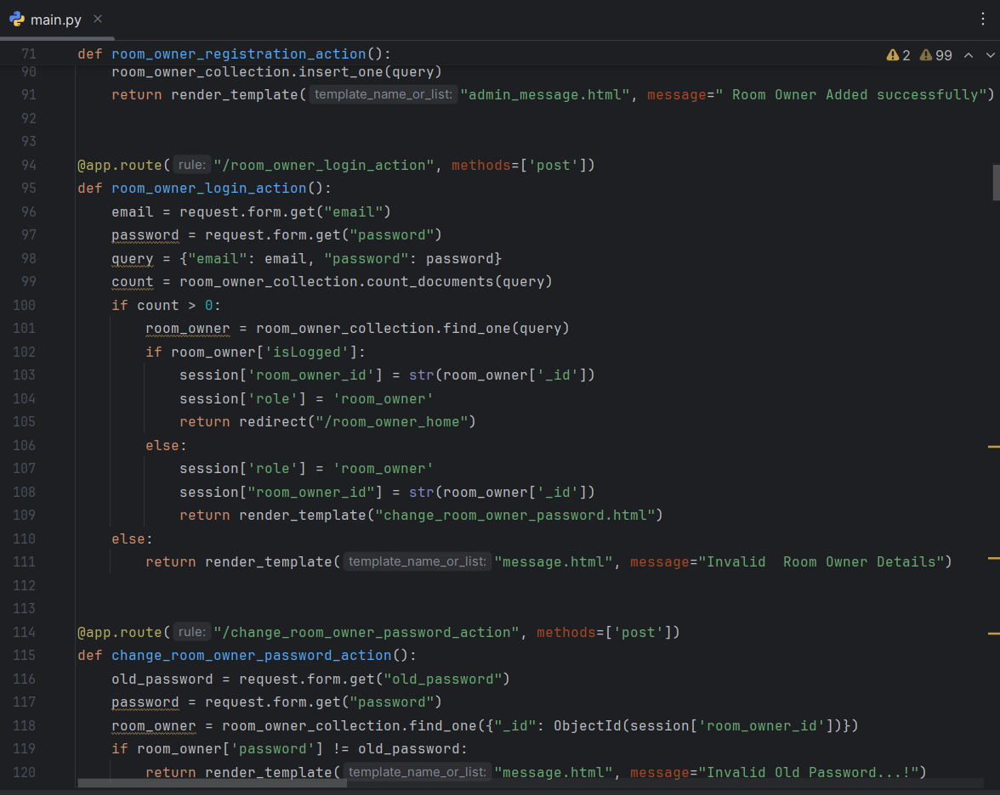 main.py
71 def room_owner_registration_action(): 2 99
90 room_owner_collection.insert_one(query)
91 return render_template( template_name_or_list: "admin_message.html", message=" Room Owner Added successfully")
92
93
94 @app.route( rule: "/room_owner_login_action", methods=['post'])
95 def room_owner_login_action():
96 email = request.form.get("email")
97 password = request.form.get("password")
98 query = {"email": email, "password": password}
99 count = room_owner_collection.count_documents(query)
100 if count > 0:
101 room_owner = room_owner_collection.find_one(query)
102 if room_owner['isLogged']:
103 session['room_owner_id'] = str(room_owner['_id'])
104 session['role'] = 'room_owner'
105 return redirect("/room_owner_home")
106 else:
107 session['role'] = 'room_owner'
108 session["room_owner_id"] = str(room_owner['_id'])
109 return render_template("change_room_owner_password.html")
110 else:
111 return render_template( template_name_or_list: "message.html", message="Invalid  Room Owner Details")
112
113
114 @app.route( rule: "/change_room_owner_password_action", methods=['post'])
115 def change_room_owner_password_action():
116 old_password = request.form.get("old_password")
117 password = request.form.get("password")
118 room_owner = room_owner_collection.find_one({"_id": ObjectId(session['room_owner_id'])})
119 if room_owner['password'] != old_password:
120 return render_template( template_name_or_list: "message.html", message="Invalid Old Password...!")